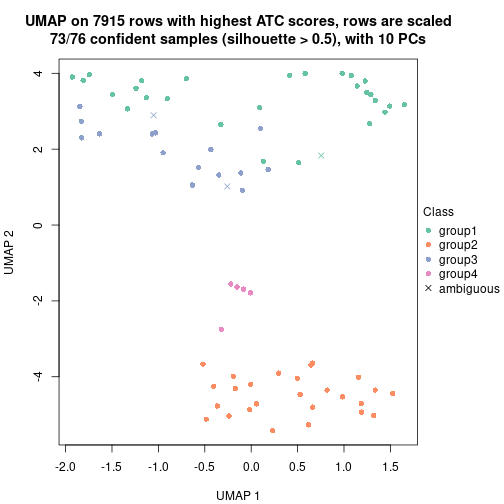 UMAP on 7915 rows with highest ATC scores, rows are scaled
73/76 confident samples (silhouette > 0.5), with 10 PCs
4
2
0
-2
-4
UMAP 2
Class
group1
group2
group3
group4
ambiguous
-2.0 -1.5 -1.0 -0.5 0.0 0.5 1.0 1.5
UMAP 1